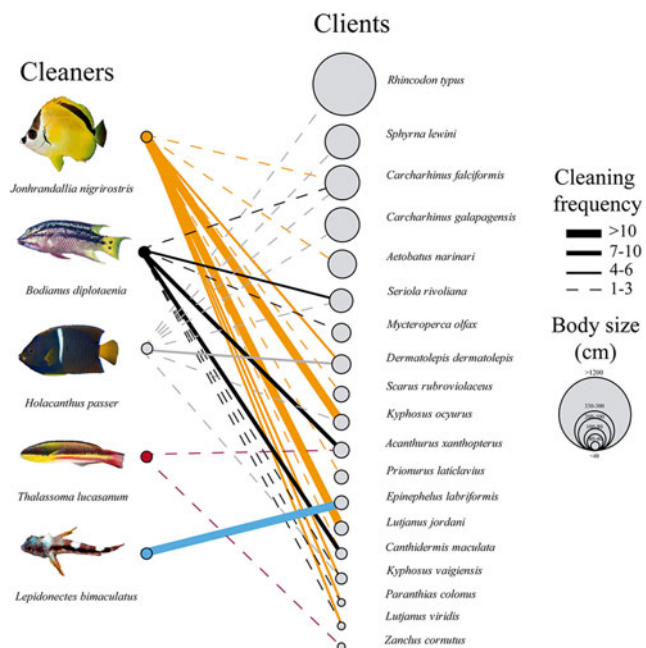 Clients
Cleaners
Jonhrandallia nigrirostris
Bodianus diplotaenia
Holacanthus passer
Thalassoma lucasanum
Lepidonectes bimaculatus
Rhincodon typus
Sphyrna lewini
Carcharhinus falciformis
Carcharhinus galapagensis
Aetobatus narinari
Seriola rivoliana
Mycteroperca olfax
Dermatolepis dermatolepis
Scarus rubroviolaceus
Kyphosus ocyurus
Acanthurus xanthopterus
Prionurus laticlavius
Epinephelus labriformis
Lutjanus jordani
Canthidermis maculata
Kyphosus vaigiensis
Paranthias colonus
Lutjanus viridis
Zanclus cornutus
Cleaning
frequency
>10
7-10
4-6
1-3
Body size
(cm)
>1200